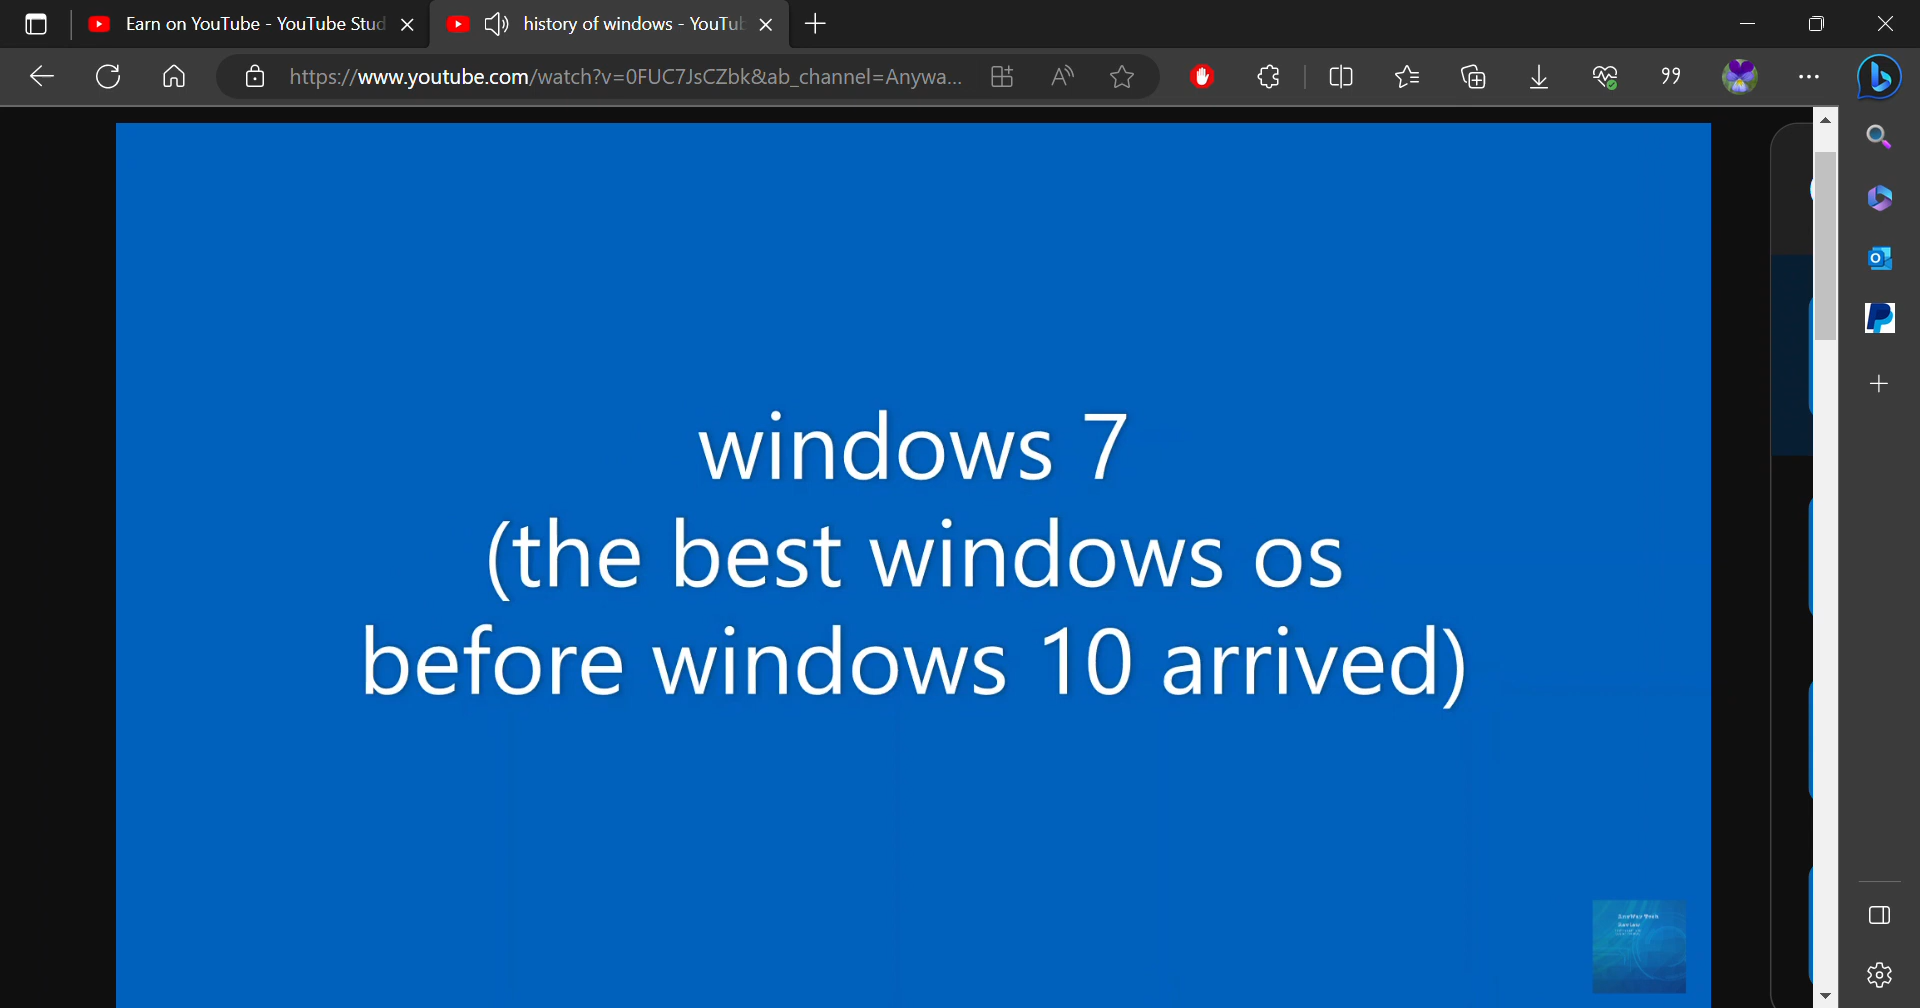 Earn on YouTube - YouTube Stud
history of windows - YouTub
https://www.youtube.com/watch?v=0FUC7JsCZbk&ab_channel=Anywa...
windows 7
(the best windows os
before windows 10 arrived)